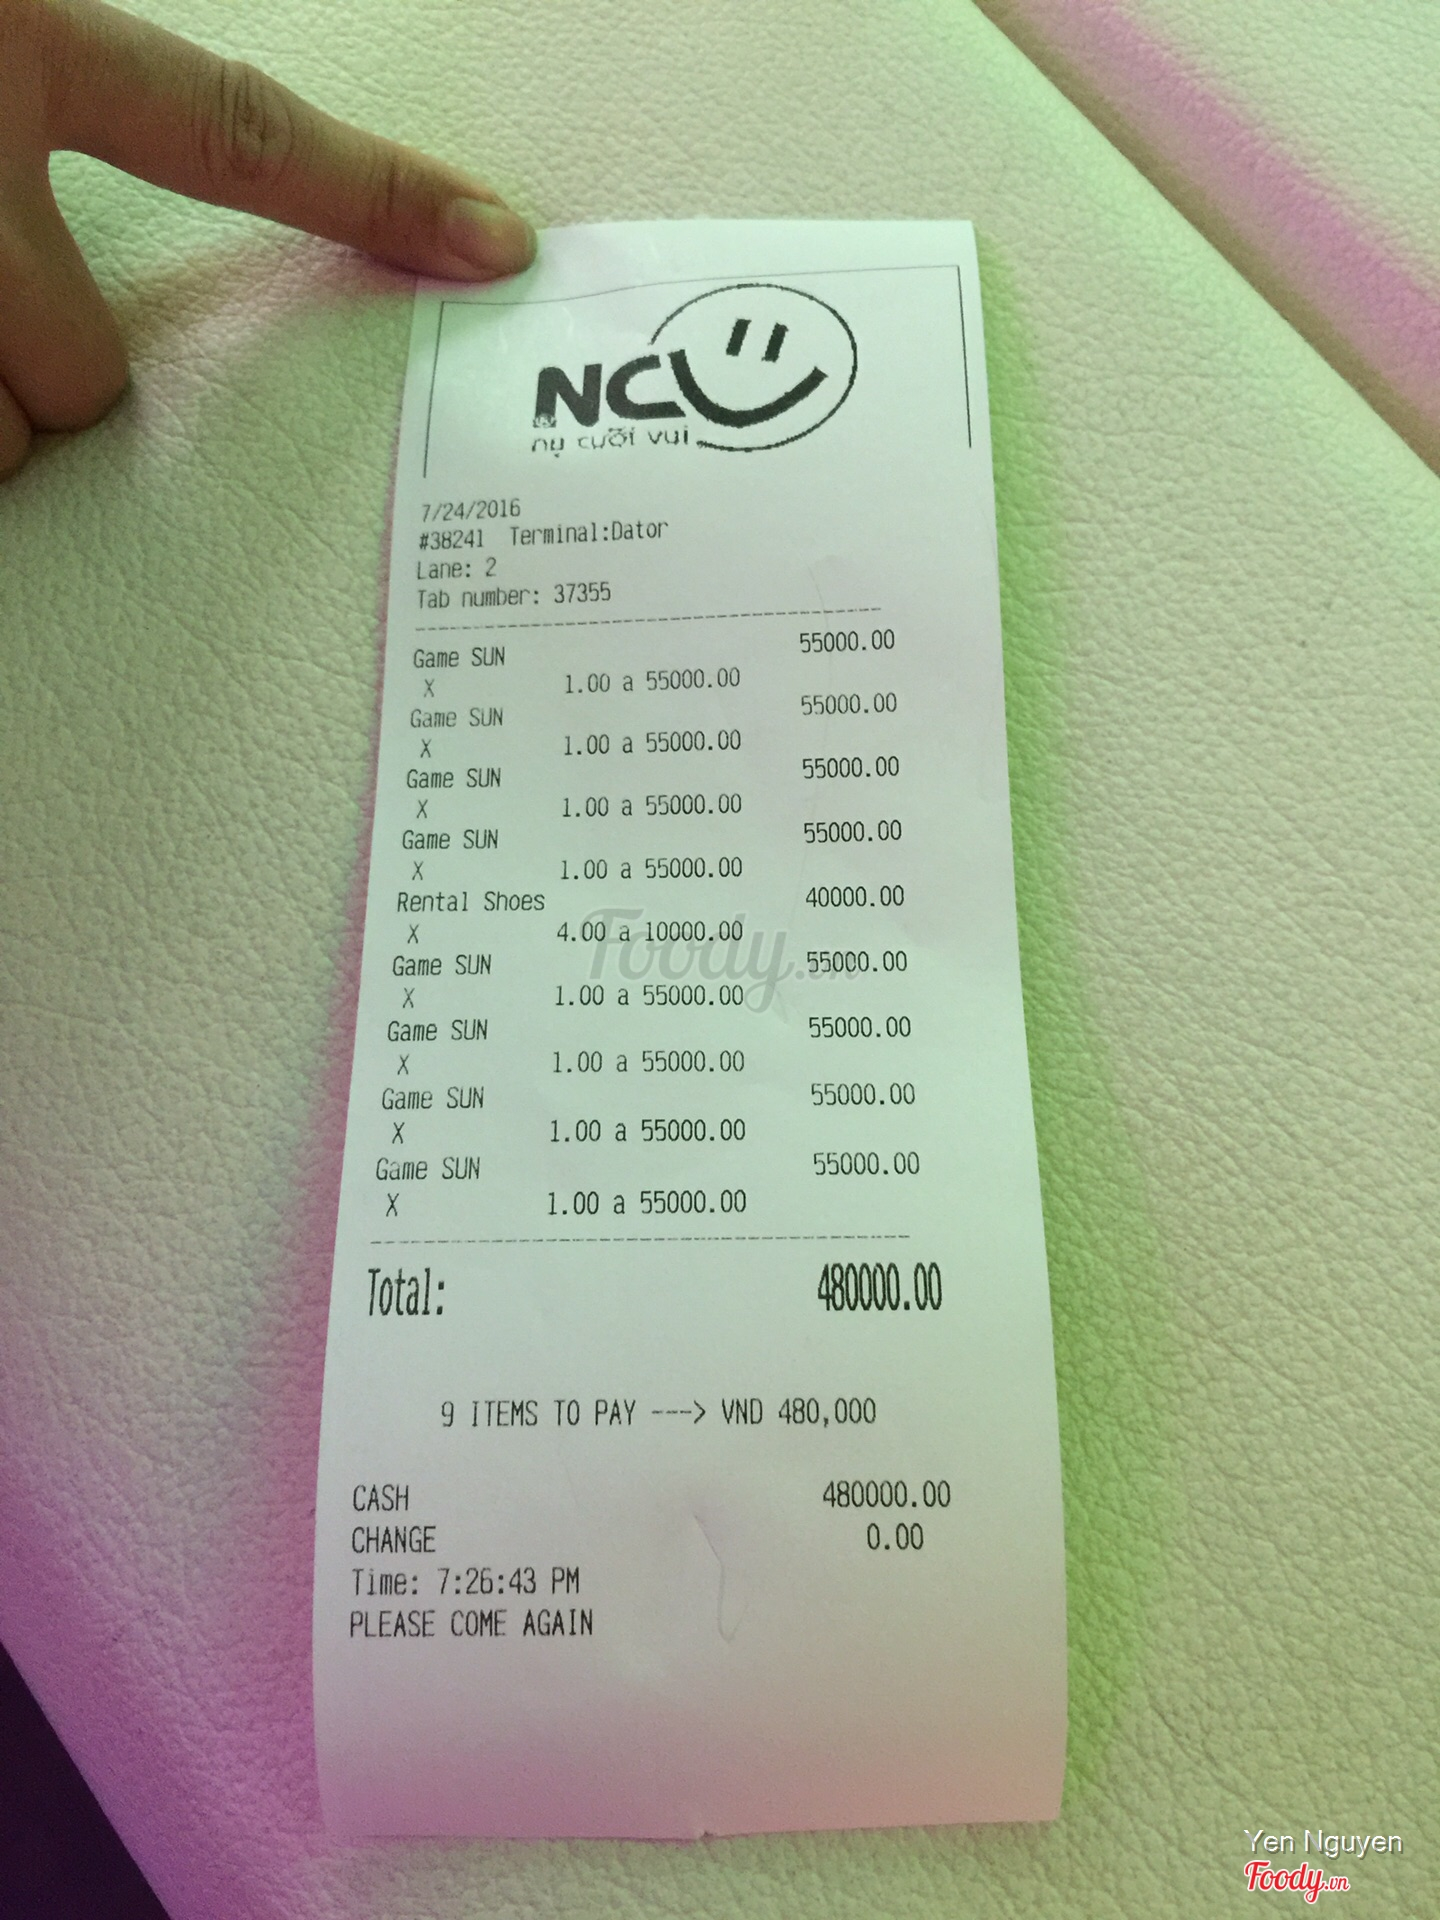 NCV
nụ cười vui
7/24/2016
#38241 Terminal:Dator
Lane: 2
Tab number: 37355
Game SUN 55000.00
X 1.00 a 55000.00
Game SUN 55000.00
X 1.00 a 55000.00
Game SUN 55000.00
X 1.00 a 55000.00
Game SUN 55000.00
X 1.00 a 55000.00
Rental Shoes 40000.00
X 4.00 a 10000.00
Game SUN 55000.00
X 1.00 a 55000.00
Game SUN 55000.00
X 1.00 a 55000.00
Game SUN 55000.00
X 1.00 a 55000.00
Game SUN 55000.00
X 1.00 a 55000.00
Total: 480000.00
9 ITEMS TO PAY ---> VND 480,000
CASH 480000.00
CHANGE 0.00
Time: 7:26:43 PM
PLEASE COME AGAIN
Foody.vn
Yen Nguyen
Foody.vn